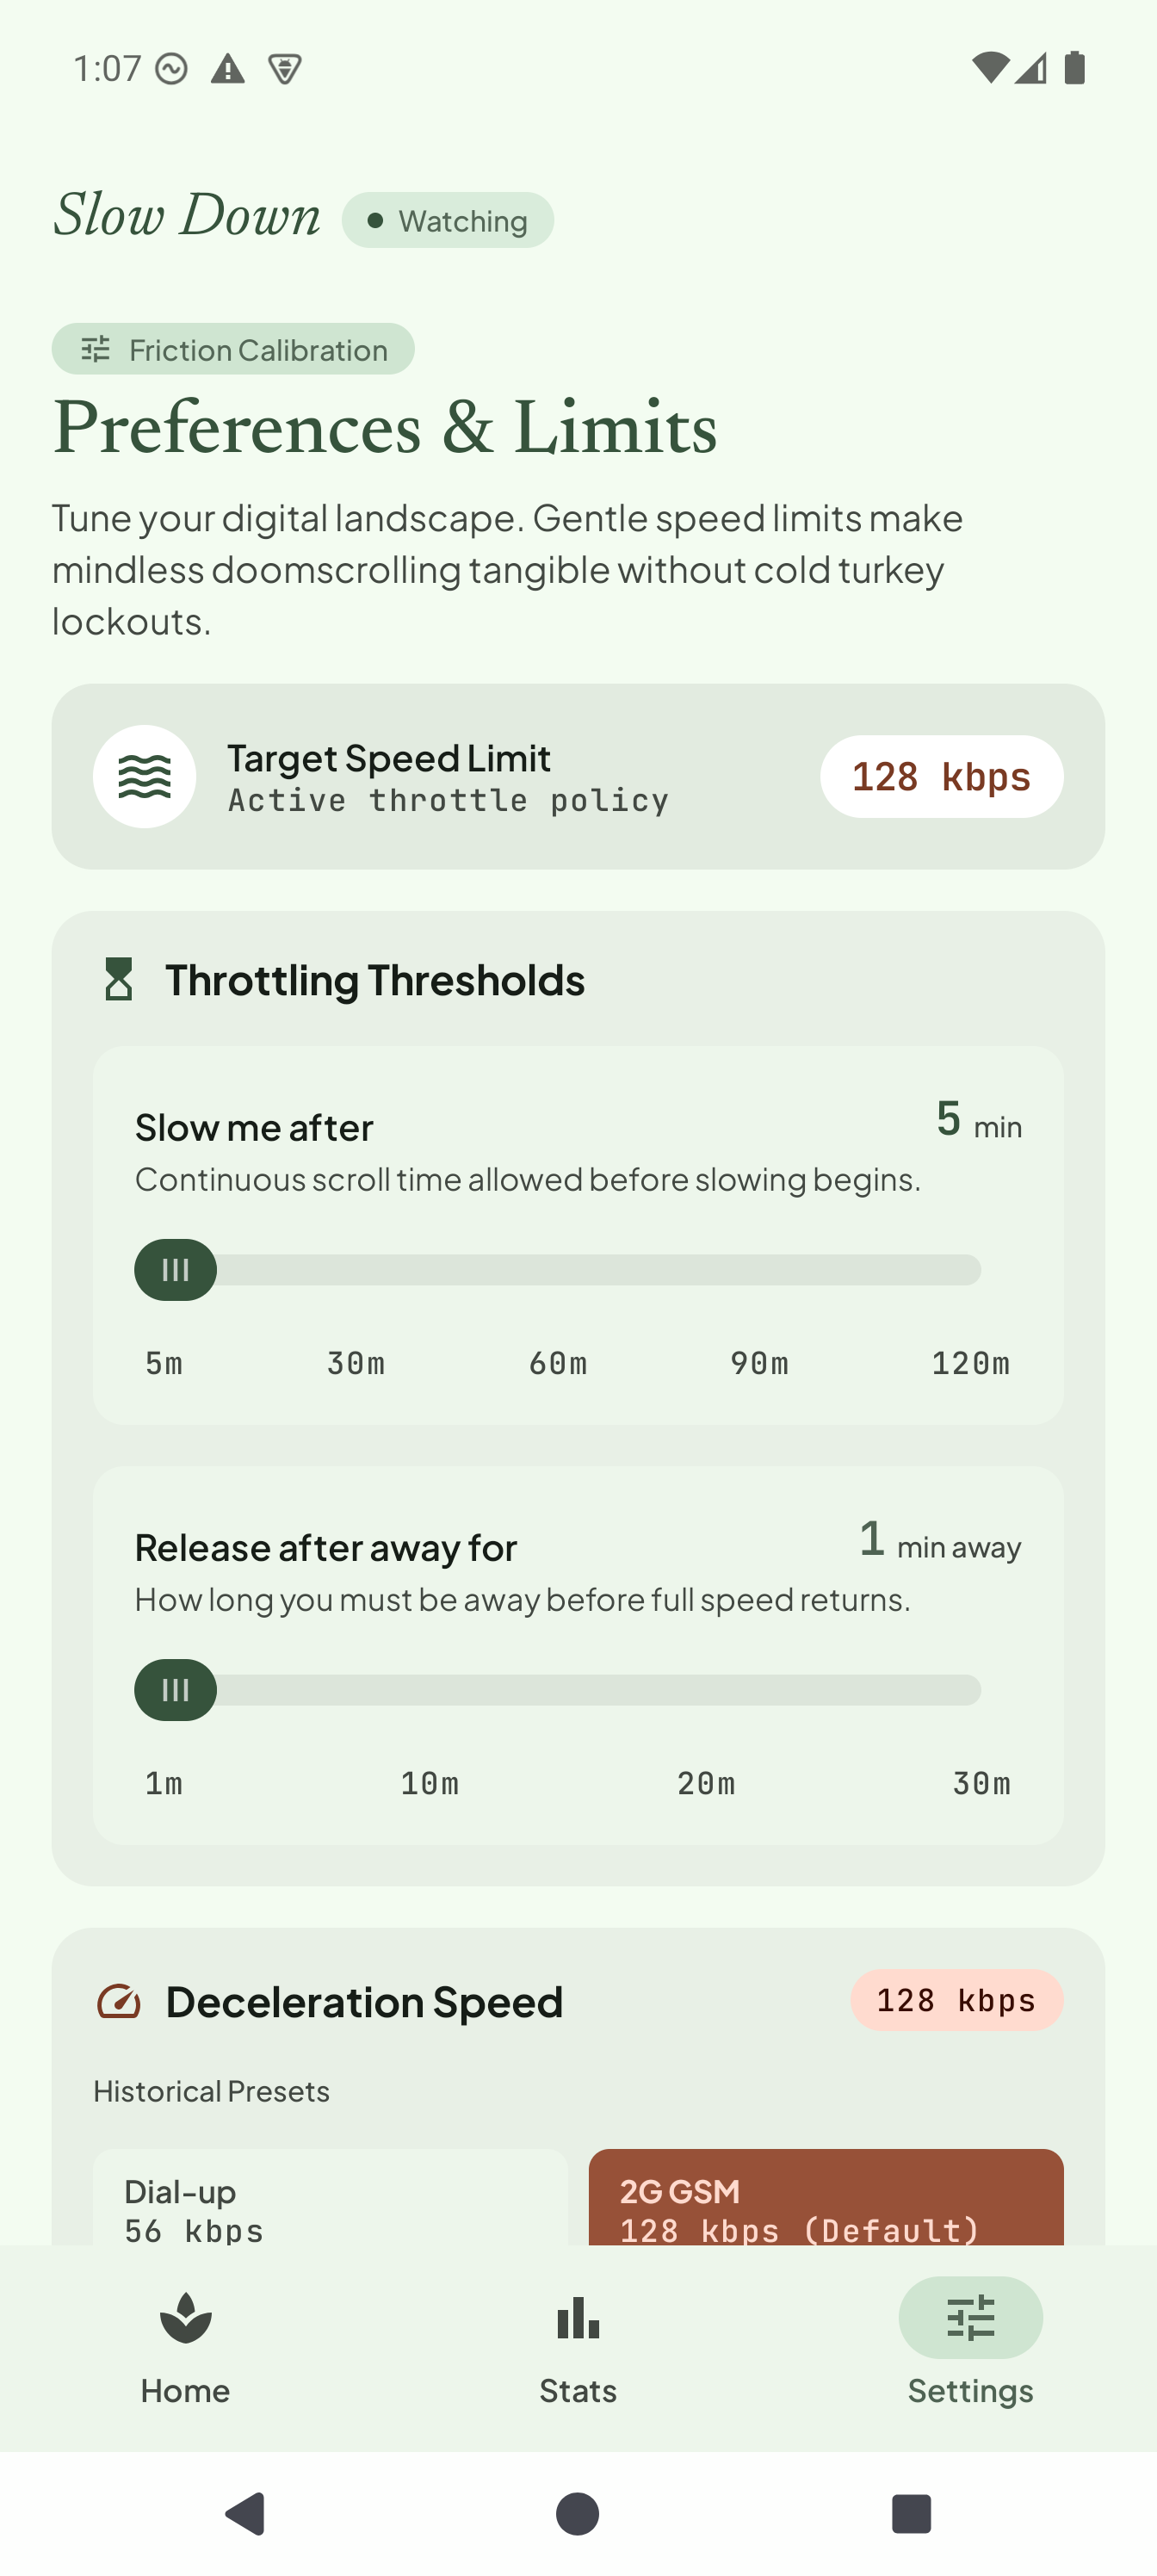 1:07
Slow Down
Watching
Friction Calibration
Preferences & Limits
Tune your digital landscape. Gentle speed limits make
mindless doomscrolling tangible without cold turkey
lockouts.
Target Speed Limit
Active throttle policy
128 kbps
Throttling Thresholds
Slow me after
5 min
Continuous scroll time allowed before slowing begins.
5m 30m 60m 90m 120m
Release after away for
1 min away
How long you must be away before full speed returns.
1m 10m 20m 30m
Deceleration Speed
128 kbps
Historical Presets
Dial-up
56 kbps
2G GSM
128 kbps (Default)
Home
Stats
Settings